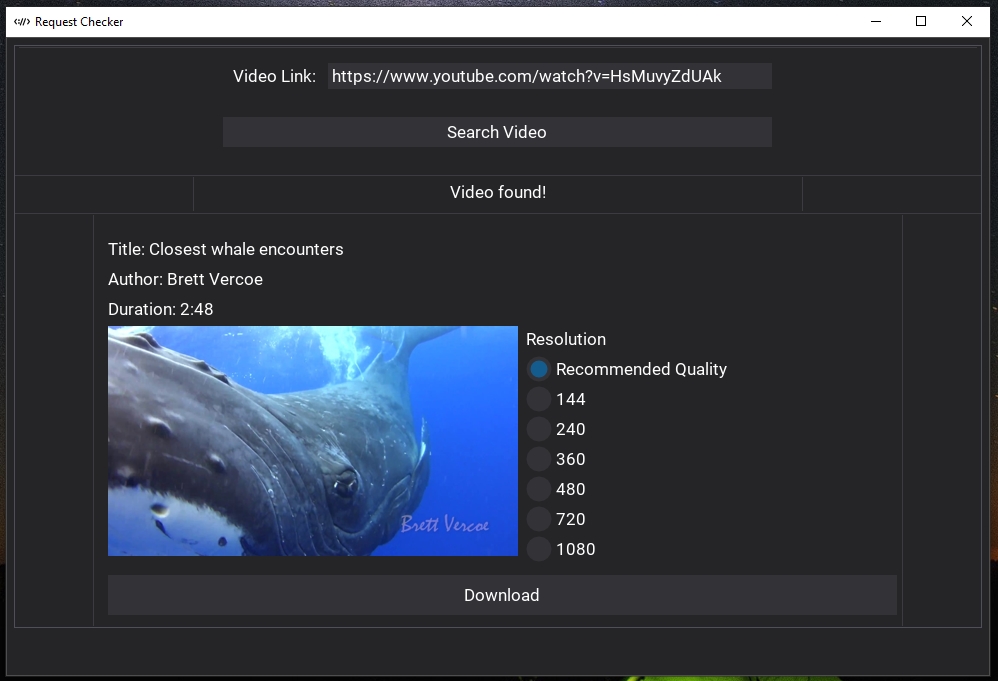 Request Checker
Video Link: https://www.youtube.com/watch?v=HsMuvyZdUAk
Search Video
Video found!
Title: Closest whale encounters
Author: Brett Vercoe
Duration: 2:48
Resolution
Recommended Quality
144
240
360
480
720
1080
Brett Vercoe
Download